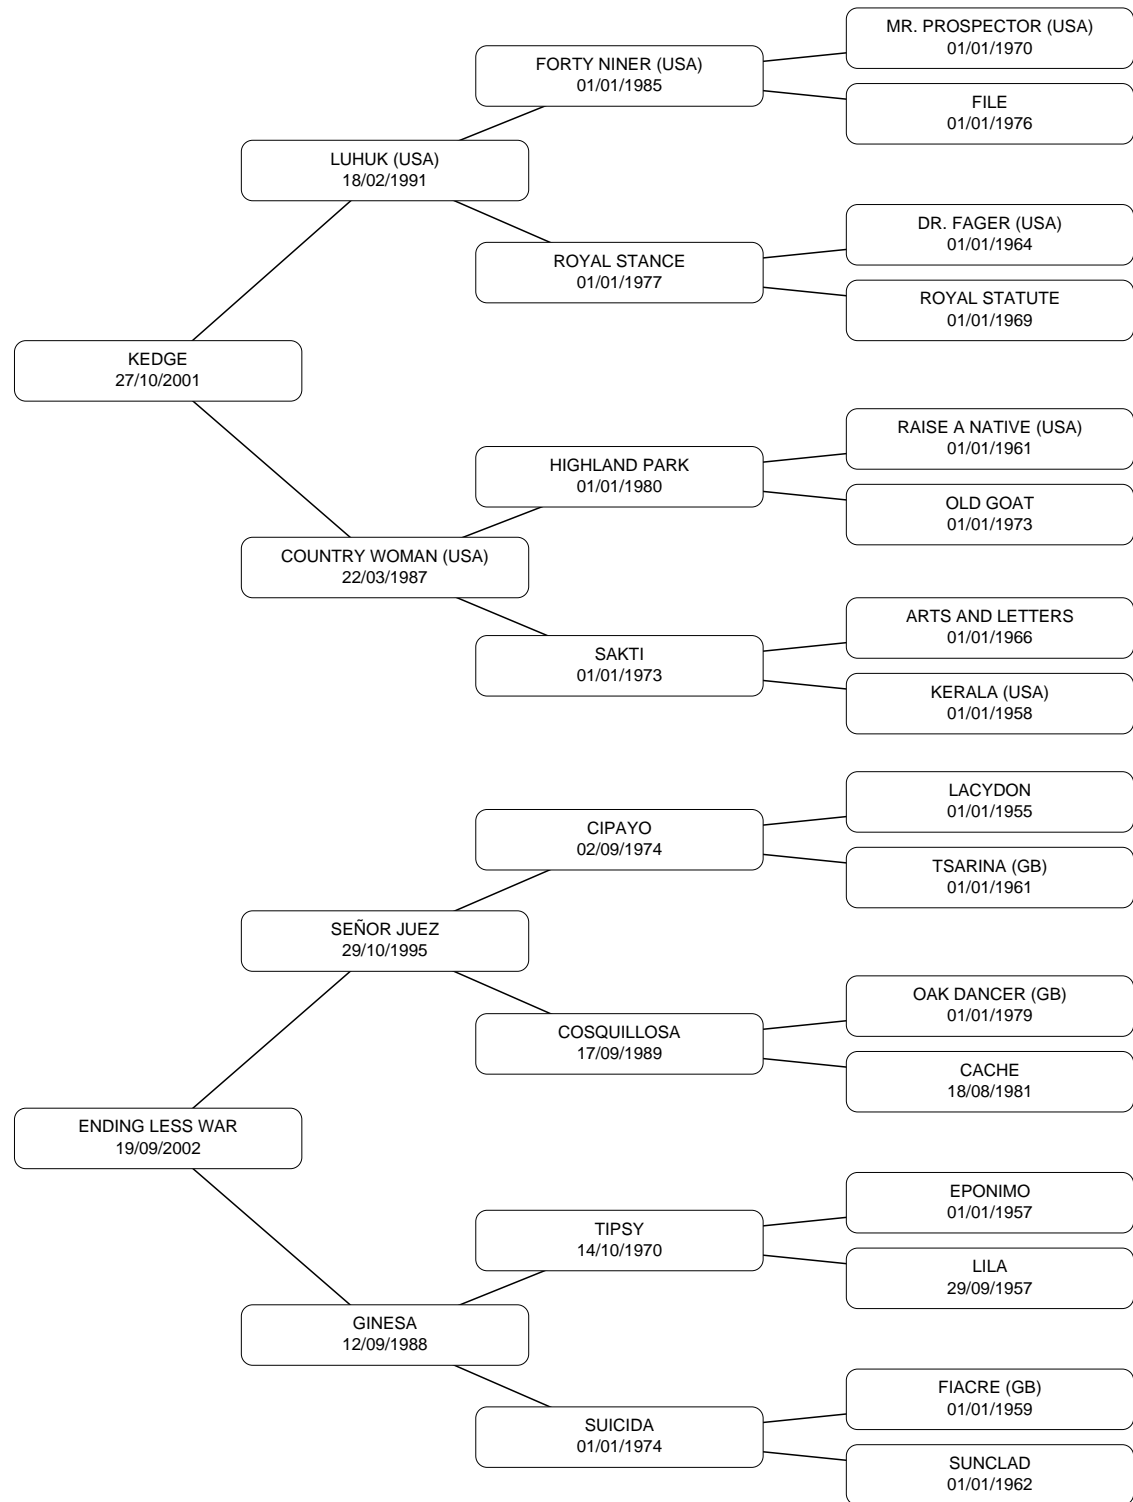 MR. PROSPECTOR (USA)
01/01/1970
FORTY NINER (USA)
01/01/1985
FILE
01/01/1976
LUHUK (USA)
18/02/1991
DR. FAGER (USA)
01/01/1964
ROYAL STANCE
01/01/1977
ROYAL STATUTE
01/01/1969
KEDGE
27/10/2001
RAISE A NATIVE (USA)
01/01/1961
HIGHLAND PARK
01/01/1980
OLD GOAT
01/01/1973
COUNTRY WOMAN (USA)
22/03/1987
ARTS AND LETTERS
01/01/1966
SAKTI
01/01/1973
KERALA (USA)
01/01/1958
LACYDON
01/01/1955
CIPAYO
02/09/1974
TSARINA (GB)
01/01/1961
SEÑOR JUEZ
29/10/1995
OAK DANCER (GB)
01/01/1979
COSQUILLOSA
17/09/1989
CACHE
18/08/1981
ENDING LESS WAR
19/09/2002
EPONIMO
01/01/1957
TIPSY
14/10/1970
LILA
29/09/1957
GINESA
12/09/1988
FIACRE (GB)
01/01/1959
SUICIDA
01/01/1974
SUNCLAD
01/01/1962